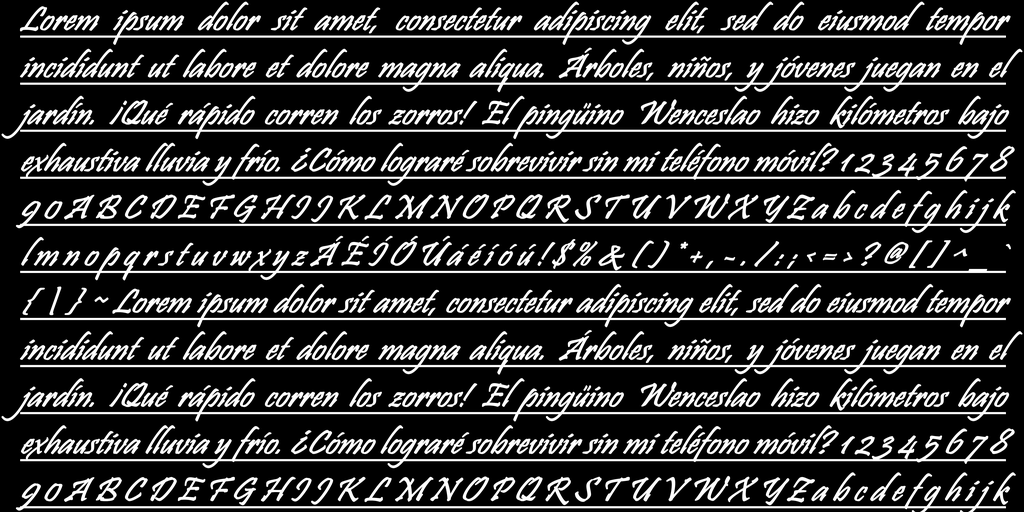 Lorem ipsum dolor sit amet, consectetur adipiscing elit, sed do eiusmod tempor
incididunt ut labore et dolore magna aliqua. Árboles, niños, y jóvenes juegan en el
jardín. ¡Qué rápido corren los zorros! El pingüino Wenceslao hizo kilómetros bajo
exhaustiva lluvia y frío. ¿Cómo lograré sobrevivir sin mi teléfono móvil? 1 2 3 4 5 6 7 8
9 0 A B C D E F G H I J K L M N O P Q R S T U V W X Y Z a b c d e f g h i j k
l m n o p q r s t u v w x y z Á É Í Ó Ú á é í ó ú ! $ % & ( ) * + , - . / : ; < = > ? @ [ ] ^ _ `
{ | } ~ Lorem ipsum dolor sit amet, consectetur adipiscing elit, sed do eiusmod tempor
incididunt ut labore et dolore magna aliqua. Árboles, niños, y jóvenes juegan en el
jardín. ¡Qué rápido corren los zorros! El pingüino Wenceslao hizo kilómetros bajo
exhaustiva lluvia y frío. ¿Cómo lograré sobrevivir sin mi teléfono móvil? 1 2 3 4 5 6 7 8
9 0 A B C D E F G H I J K L M N O P Q R S T U V W X Y Z a b c d e f g h i j k